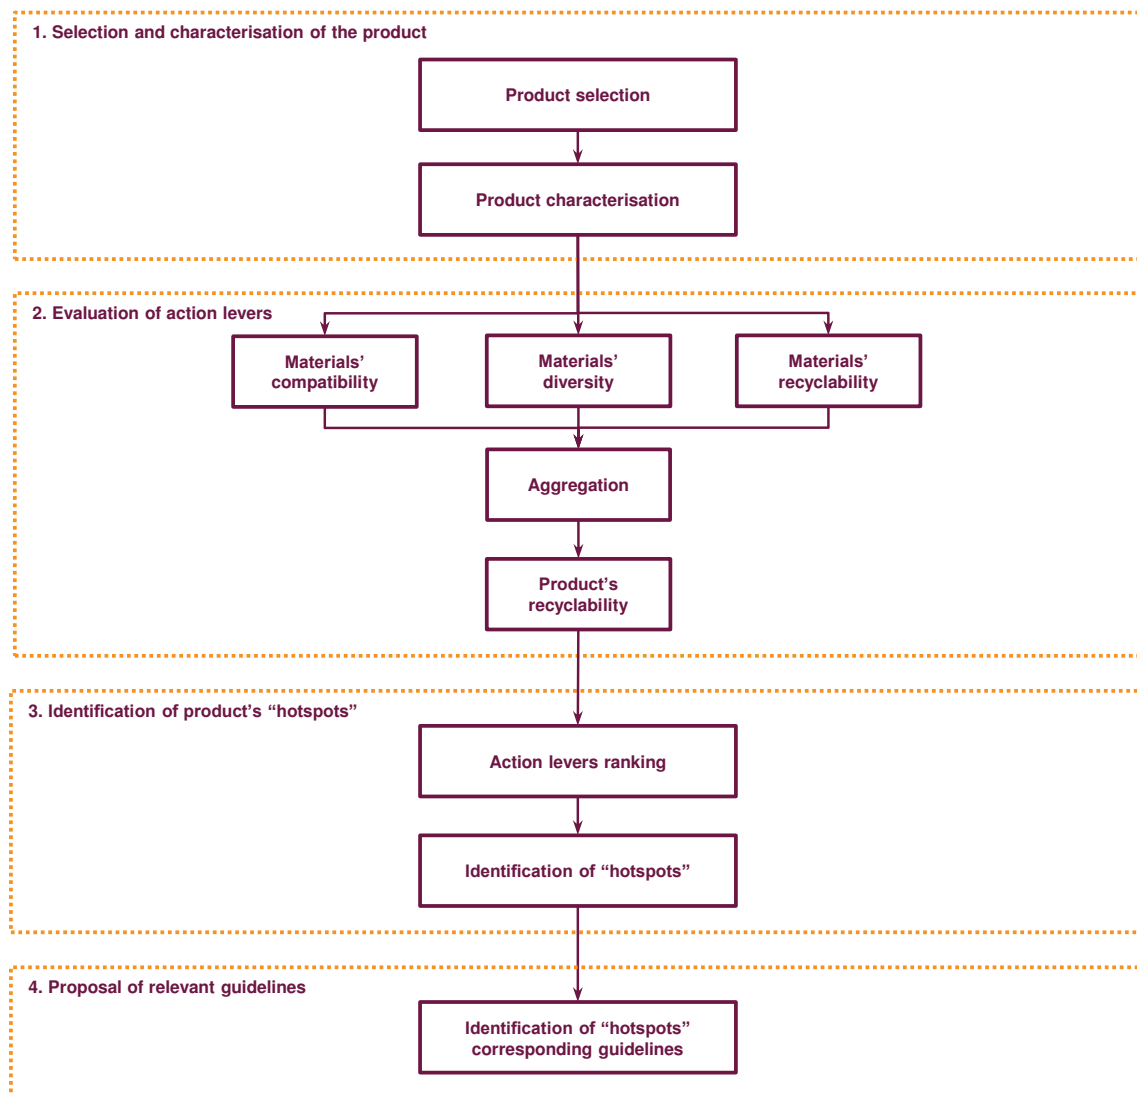 1. Selection and characterisation of the product
Product selection
Product characterisation
2. Evaluation of action levers
Materials’
compatibility
Materials’
diversity
Materials’
recyclability
Aggregation
Product’s
recyclability
3. Identification of product’s “hotspots”
Action levers ranking
Identification of “hotspots”
4. Proposal of relevant guidelines
Identification of “hotspots”
corresponding guidelines